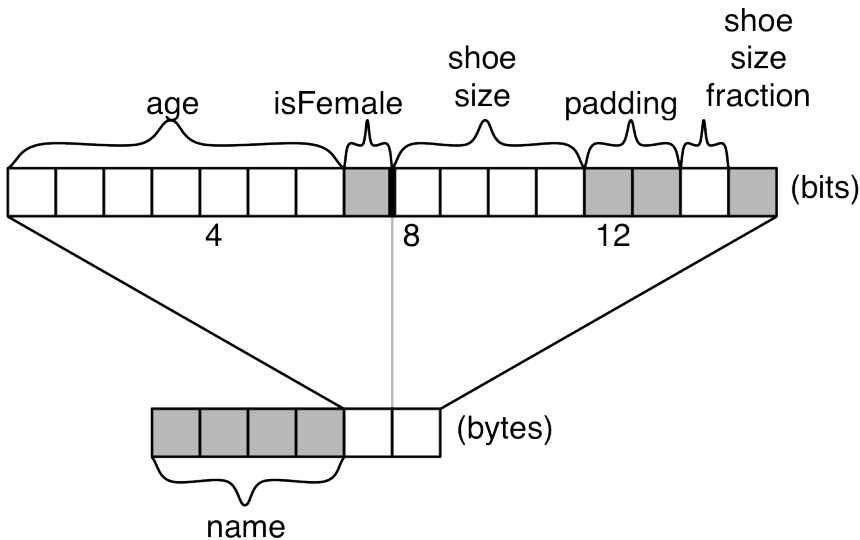 shoe
size
fraction
shoe
size
age
isFemale
padding
(bits)
4
8
12
(bytes)
name